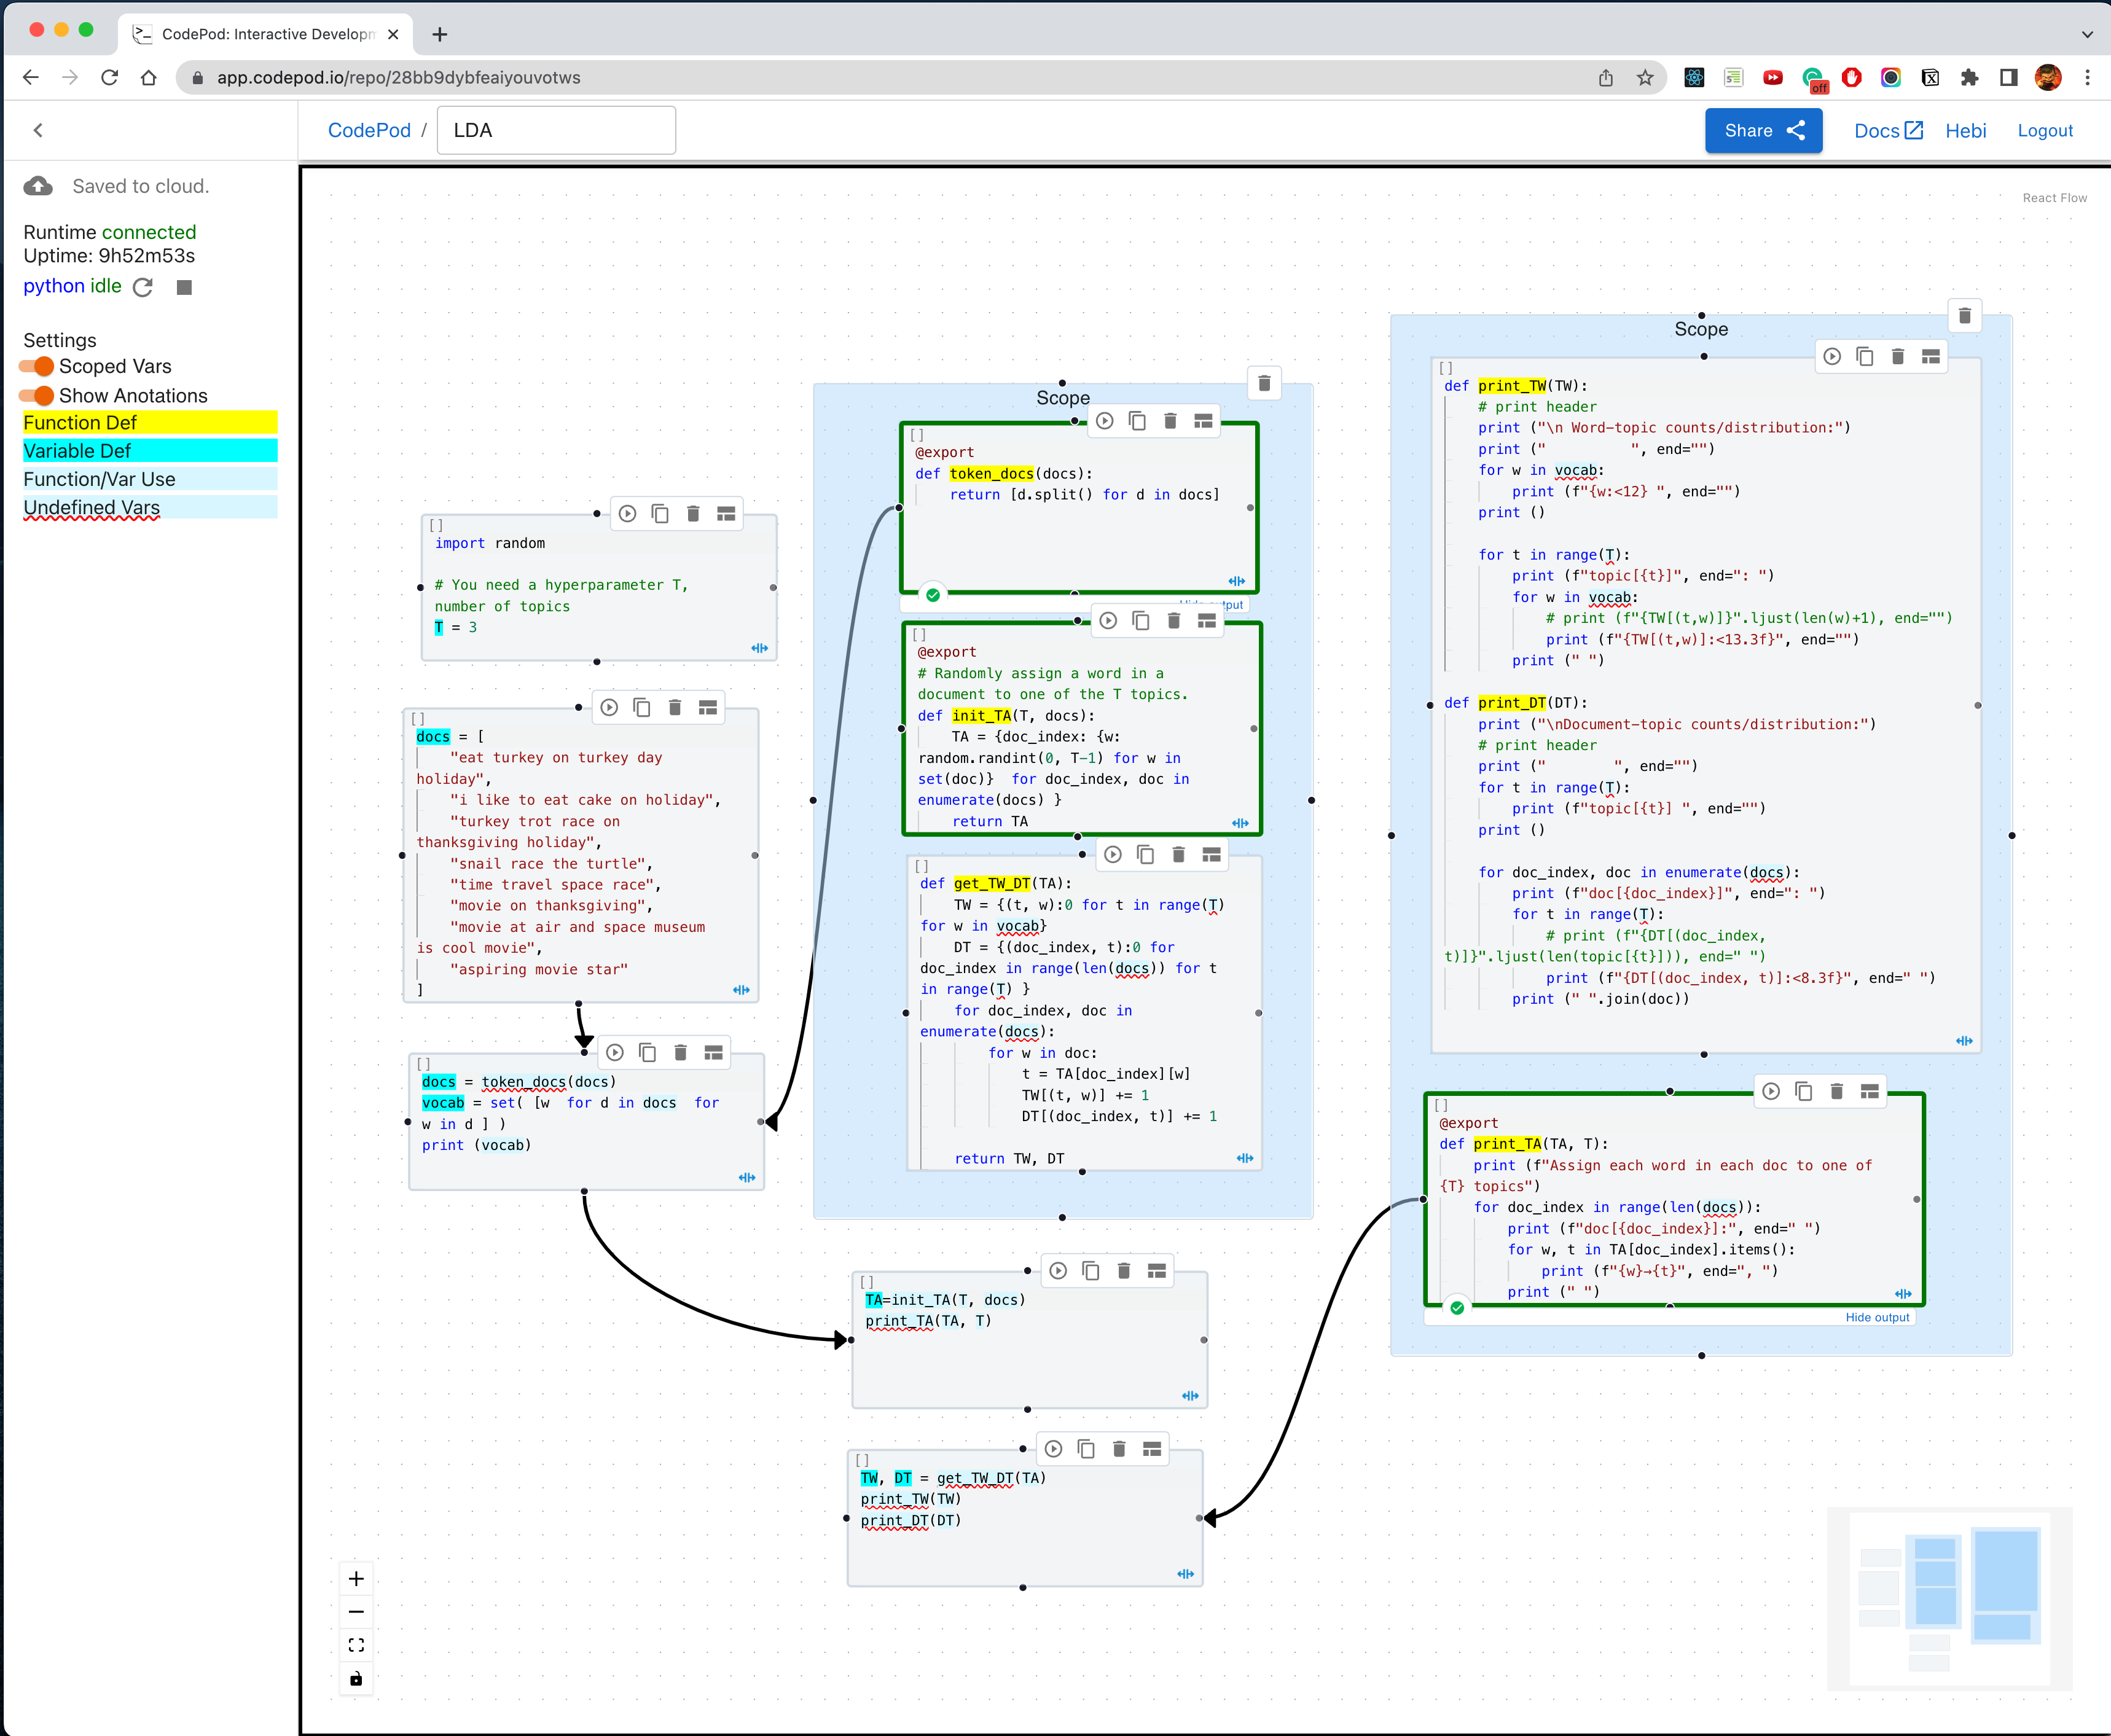 CodePod: Interactive Develop
app.codepod.io/repo/28bb9dybfeaiyouvotws
off
CodePod / LDA
Share
Docs
Hebi
Logout
Saved to cloud.
Runtime connected
Uptime: 9h52m53s
python idle
Settings
Scoped Vars
Show Anotations
Function Def
Variable Def
Function/Var Use
Undefined Vars
React Flow
[ ]
import random
# You need a hyperparameter T,
number of topics
T = 3
[ ]
docs = [
"eat turkey on turkey day
holiday",
"i like to eat cake on holiday",
"turkey trot race on
thanksgiving holiday",
"snail race the turtle",
"time travel space race",
"movie on thanksgiving",
"movie at air and space museum
is cool movie",
"aspiring movie star"
]
[ ]
docs = token_docs(docs)
vocab = set( [w  for d in docs  for
w in d ] )
print (vocab)
Scope
[ ]
@export
def token_docs(docs):
return [d.split() for d in docs]
Hide output
[ ]
@export
# Randomly assign a word in a
document to one of the T topics.
def init_TA(T, docs):
TA = {doc_index: {w:
random.randint(0, T-1) for w in
set(doc)}  for doc_index, doc in
enumerate(docs) }
return TA
[ ]
def get_TW_DT(TA):
TW = {(t, w):0 for t in range(T)
for w in vocab}
DT = {(doc_index, t):0 for
doc_index in range(len(docs)) for t
in range(T) }
for doc_index, doc in
enumerate(docs):
for w in doc:
t = TA[doc_index][w]
TW[(t, w)] += 1
DT[(doc_index, t)] += 1
return TW, DT
[ ]
TA=init_TA(T, docs)
print_TA(TA, T)
[ ]
TW, DT = get_TW_DT(TA)
print_TW(TW)
print_DT(DT)
Scope
[ ]
def print_TW(TW):
# print header
print ("\n Word-topic counts/distribution:")
print ("          ", end="")
for w in vocab:
print (f"{w:<12} ", end="")
print ()
for t in range(T):
print (f"topic[{t}]", end=": ")
for w in vocab:
# print (f"{TW[(t,w)]}".ljust(len(w)+1), end="")
print (f"{TW[(t,w)]:<13.3f}", end="")
print (" ")
def print_DT(DT):
print ("\nDocument-topic counts/distribution:")
# print header
print ("        ", end="")
for t in range(T):
print (f"topic[{t}] ", end="")
print ()
for doc_index, doc in enumerate(docs):
print (f"doc[{doc_index}]", end=": ")
for t in range(T):
# print (f"{DT[(doc_index,
t)]}".ljust(len(topic[{t}])), end=" ")
print (f"{DT[(doc_index, t)]:<8.3f}", end=" ")
print (" ".join(doc))
[ ]
@export
def print_TA(TA, T):
print (f"Assign each word in each doc to one of
{T} topics")
for doc_index in range(len(docs)):
print (f"doc[{doc_index}]:", end=" ")
for w, t in TA[doc_index].items():
print (f"{w}→{t}", end=", ")
print (" ")
Hide output